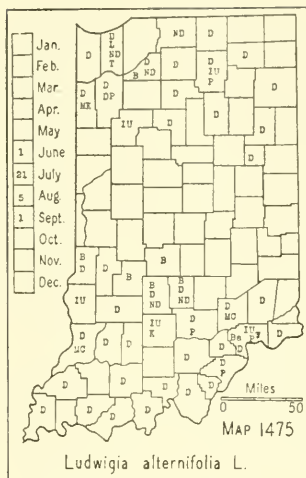 Jan.
Feb.
Mar.
Apr.
May
1 June
21 July
5 Aug.
1 Sept.
Oct.
Nov.
Dec.
D
D
L
ND
T
ND
D
D
D
MK
D
DP
B
D
ND
D
D
IU
P
D
D
IU
D
D
D
D
B
D
D
B
B
IU
D
B
D
ND
B
D
ND
D
MC
D
D
MC
D
D
IU
K
D
P
D
Ba
D
IU
P
D
D
P
D
D
D
D
D
D
D
D
D
D
D
Miles
0 50
MAP 1475
Ludwigia alternifolia L.